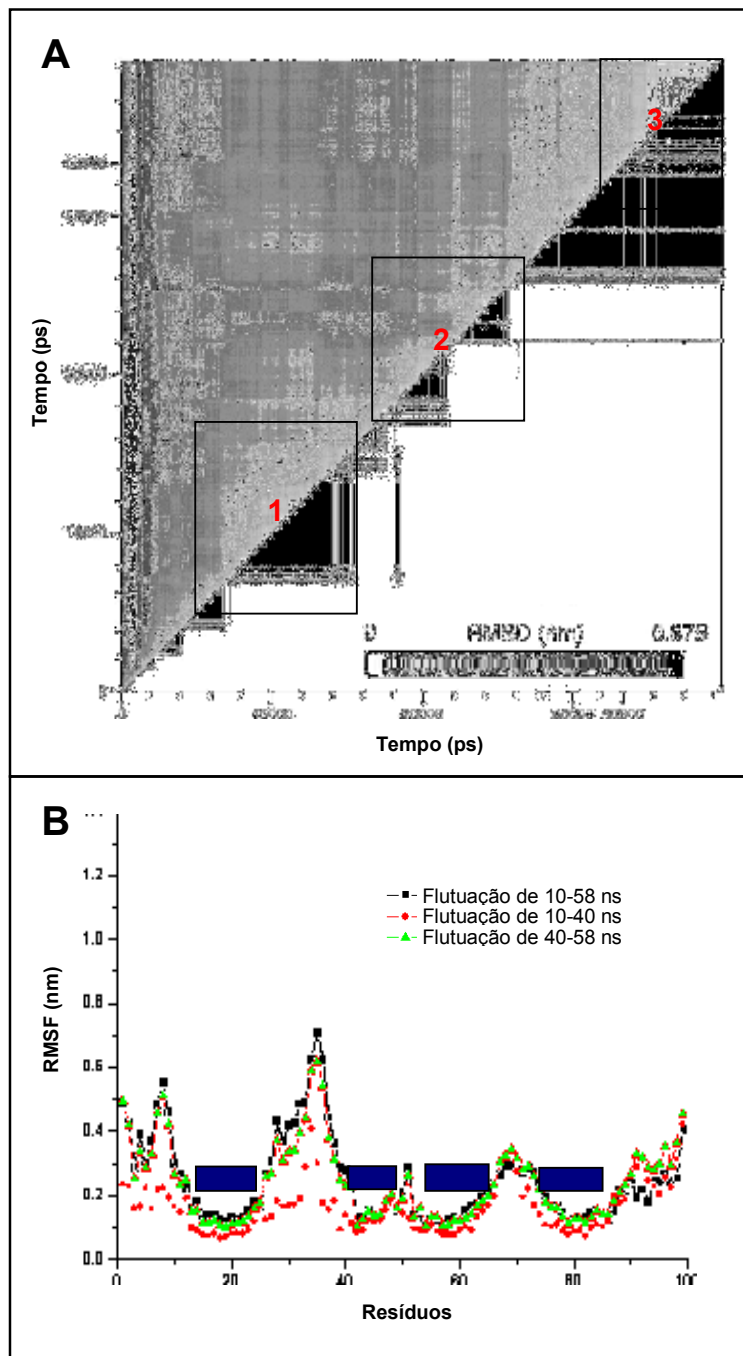 A
Tempo (ps)
1
2
3
0 RMSD (nm) 0.573
Tempo (ps)
B
RMSF (nm)
1.2
1.0
0.8
0.6
0.4
0.2
0.0
Flutuação de 10-58 ns
Flutuação de 10-40 ns
Flutuação de 40-58 ns
0 20 40 60 80 100
Resíduos